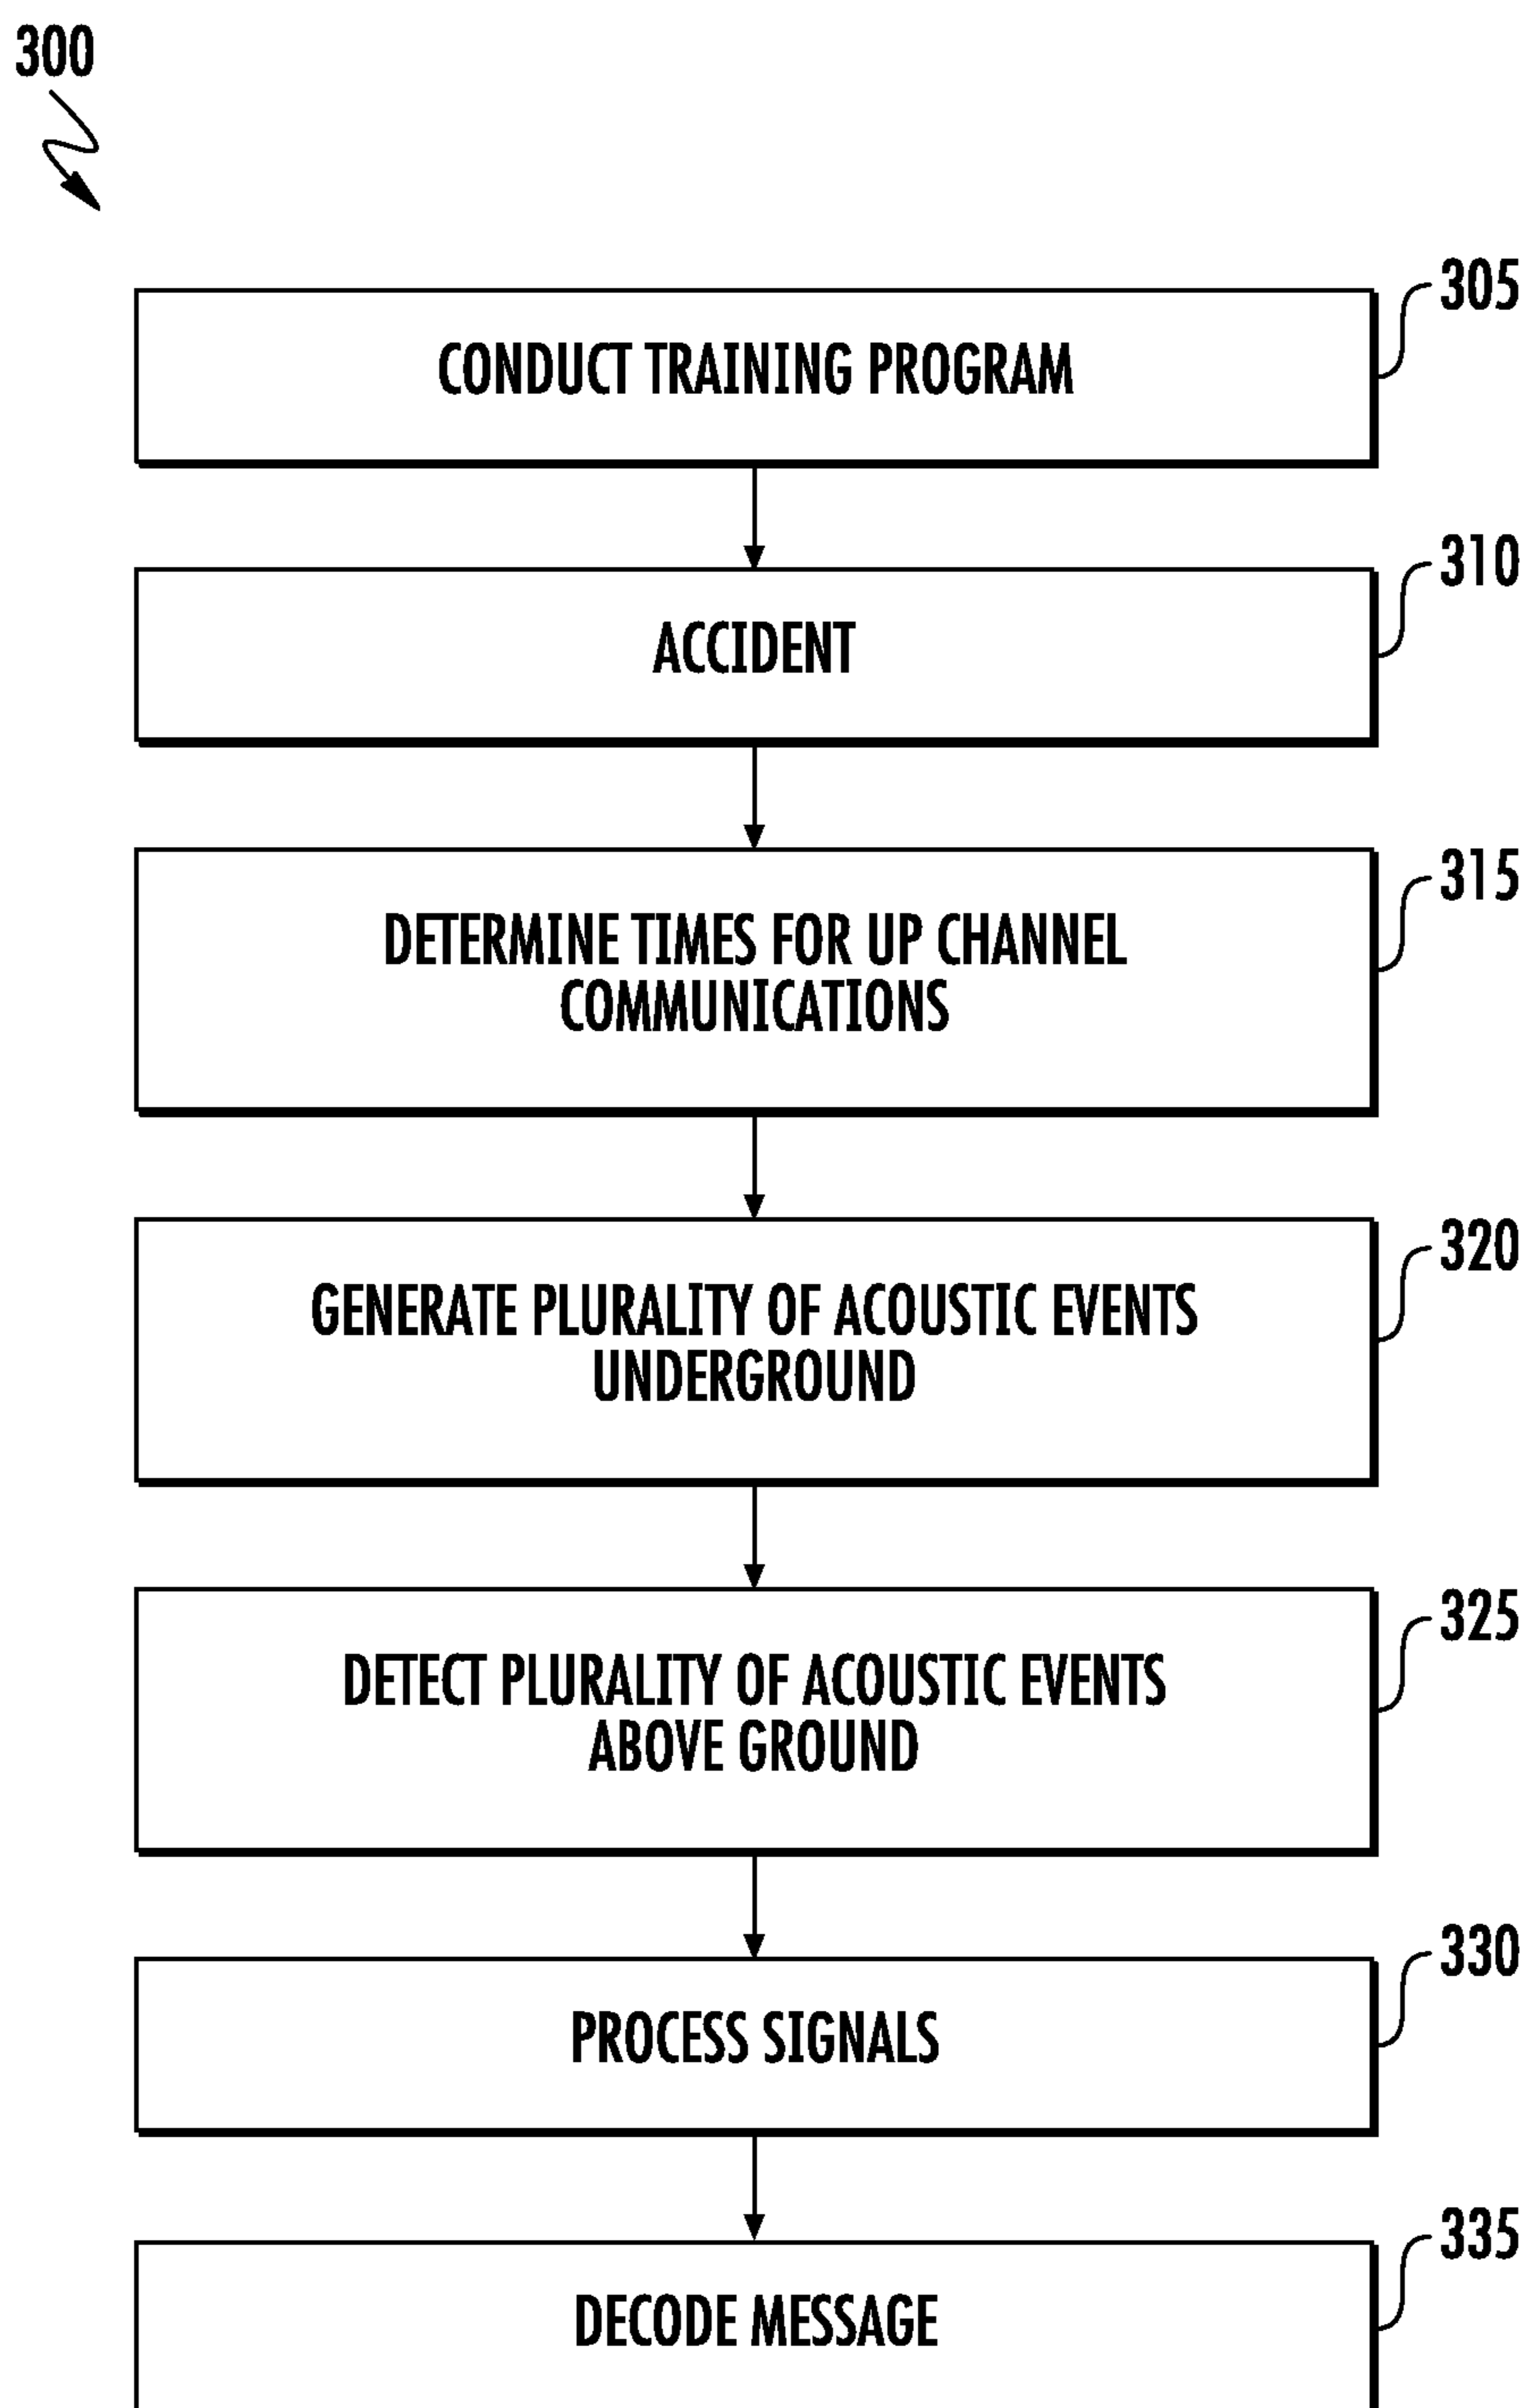 300
305
CONDUCT TRAINING PROGRAM
310
ACCIDENT
315
DETERMINE TIMES FOR UP CHANNEL
COMMUNICATIONS
320
GENERATE PLURALITY OF ACOUSTIC EVENTS
UNDERGROUND
325
DETECT PLURALITY OF ACOUSTIC EVENTS
ABOVE GROUND
330
PROCESS SIGNALS
335
DECODE MESSAGE